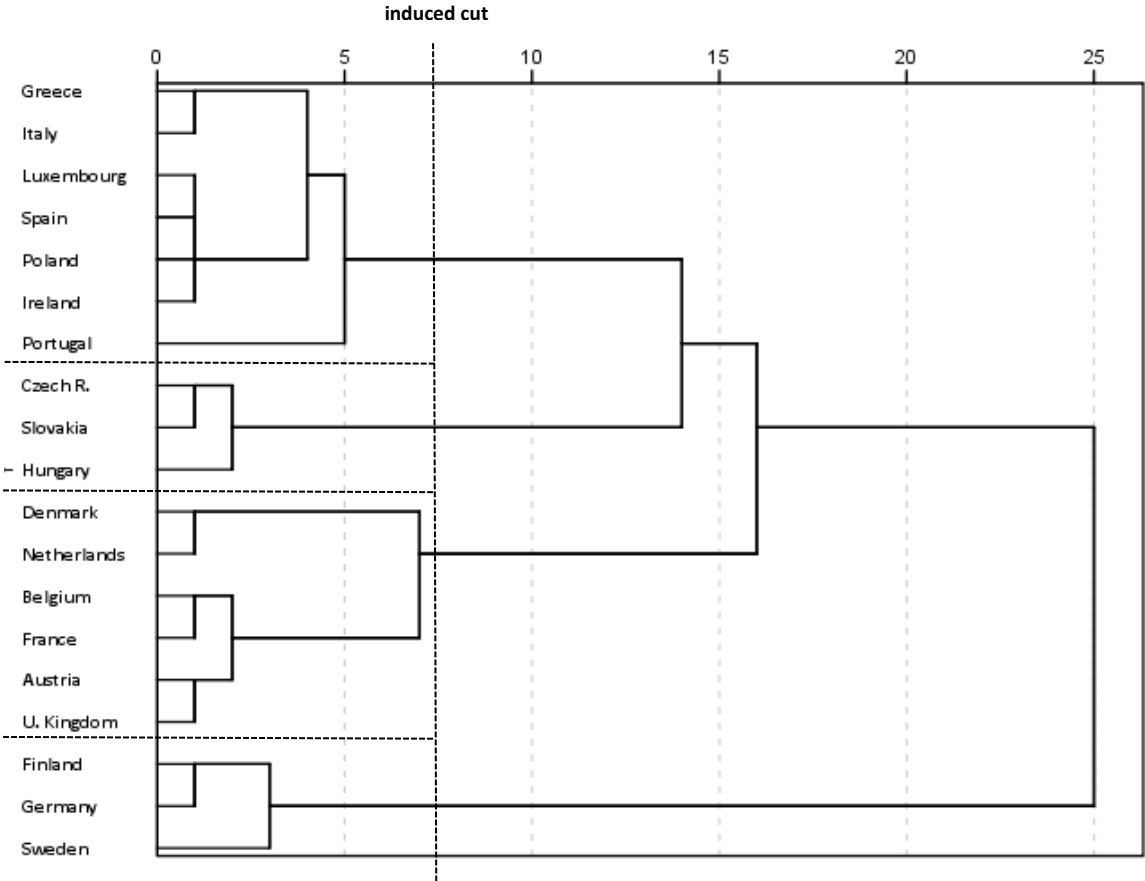 induced cut
0 5 10 15 20 25
Greece
Italy
Luxembourg
Spain
Poland
Ireland
Portugal
Czech R.
Slovakia
Hungary
Denmark
Netherlands
Belgium
France
Austria
U. Kingdom
Finland
Germany
Sweden